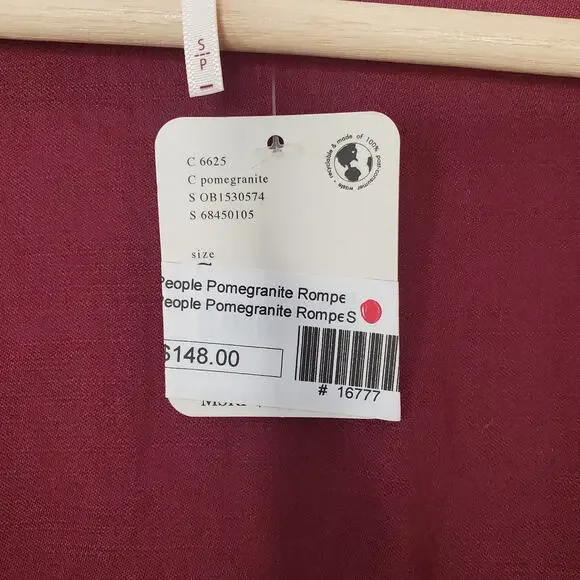 S
P
C 6625
C pomegranite
S OB1530574
S 68450105
recyclable & made of 100% post-consumer waste
size
People Pomegranite Rompe
People Pomegranite Rompe S
$148.00
# 16777